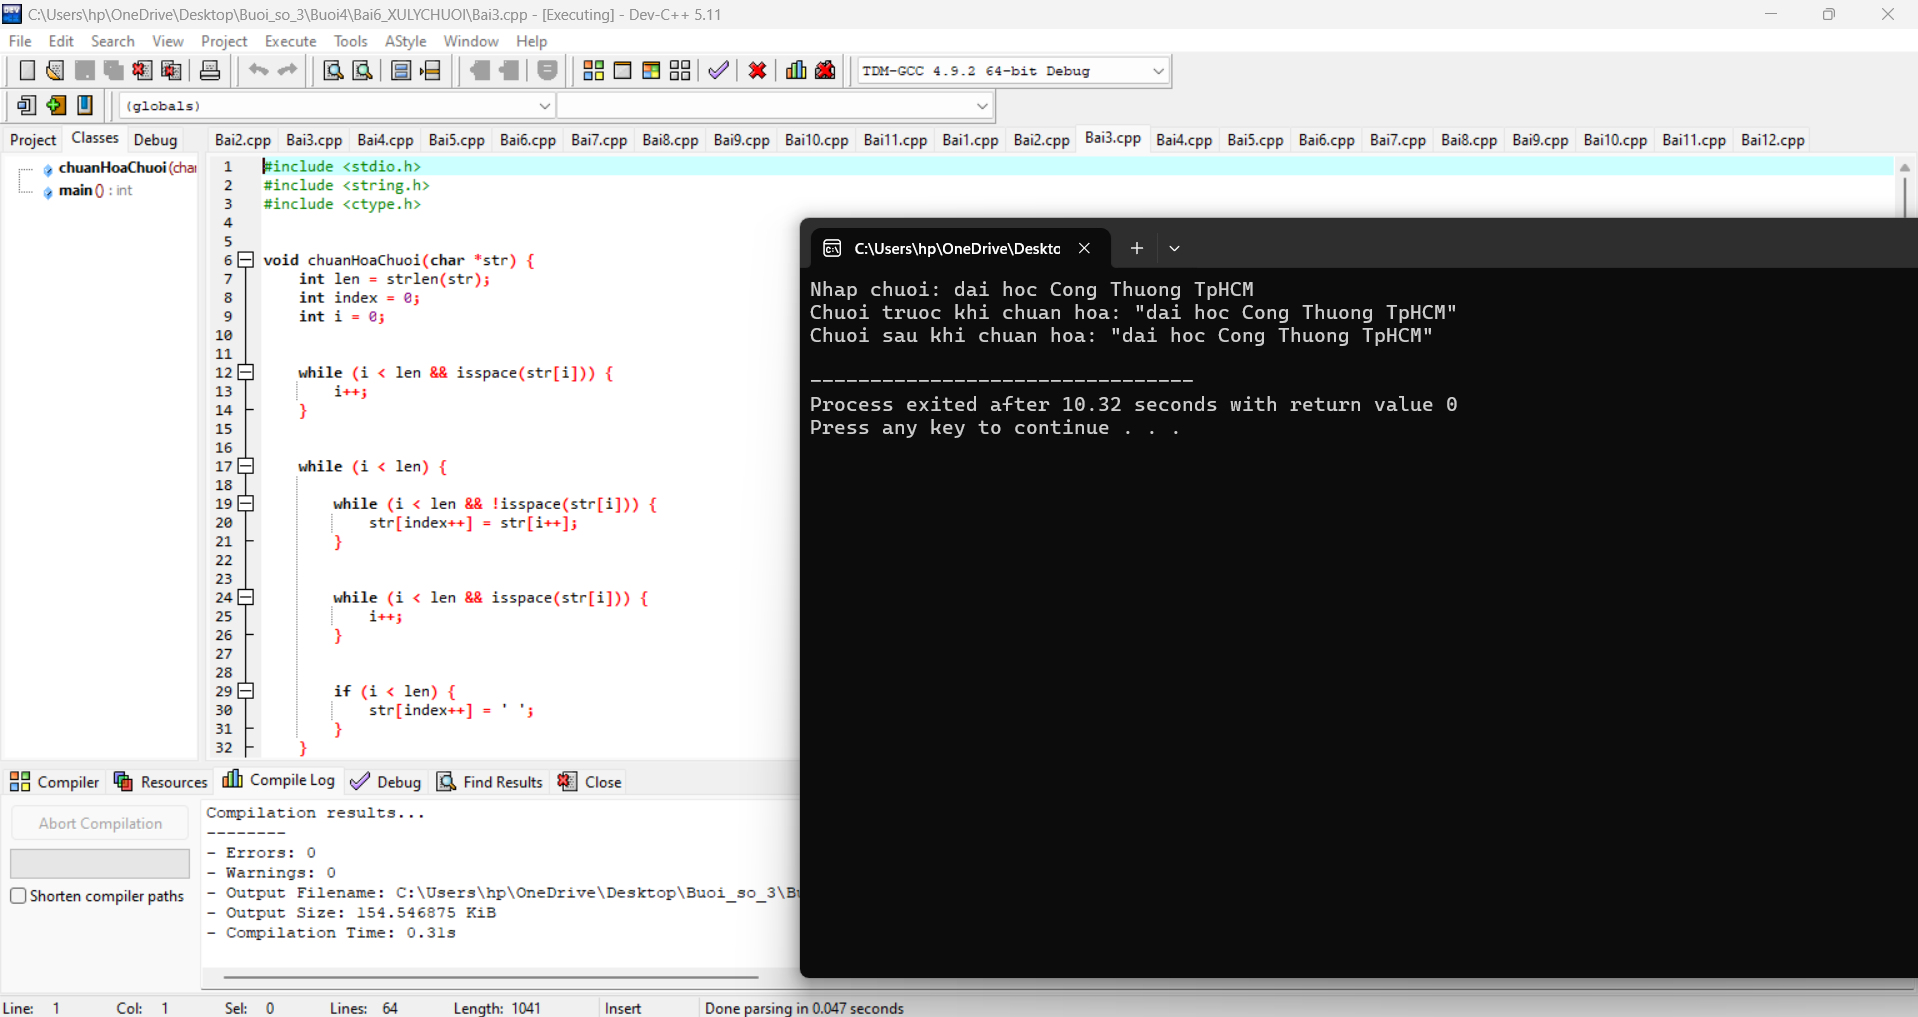 C:\Users\hp\OneDrive\Desktop\Buoi_so_3\Buoi4\Bai6_XULYCHUOI\Bai3.cpp - [Executing] - Dev-C++ 5.11
File Edit Search View Project Execute Tools AStyle Window Help
TDM-GCC 4.9.2 64-bit Debug
(globals)
Project Classes Debug
Bai2.cpp Bai3.cpp Bai4.cpp Bai5.cpp Bai6.cpp Bai7.cpp Bai8.cpp Bai9.cpp Bai10.cpp Bai11.cpp Bai1.cpp Bai2.cpp Bai3.cpp Bai4.cpp Bai5.cpp Bai6.cpp Bai7.cpp Bai8.cpp Bai9.cpp Bai10.cpp Bai11.cpp Bai12.cpp
chuanHoaChuoi (char
main () : int
1 #include <stdio.h>
2 #include <string.h>
3 #include <ctype.h>
4
5
6 void chuanHoaChuoi(char *str) {
7 int len = strlen(str);
8 int index = 0;
9 int i = 0;
10
11
12 while (i < len && isspace(str[i])) {
13 i++;
14 }
15
16
17 while (i < len) {
18
19 while (i < len && !isspace(str[i])) {
20 str[index++] = str[i++];
21 }
22
23
24 while (i < len && isspace(str[i])) {
25 i++;
26 }
27
28
29 if (i < len) {
30 str[index++] = ' ';
31 }
32 }
C:\Users\hp\OneDrive\Deskto
Nhap chuoi: dai hoc Cong Thuong TpHCM
Chuoi truoc khi chuan hoa: "dai hoc Cong Thuong TpHCM"
Chuoi sau khi chuan hoa: "dai hoc Cong Thuong TpHCM"
--------------------------------
Process exited after 10.32 seconds with return value 0
Press any key to continue . . .
Compiler Resources Compile Log Debug Find Results Close
Abort Compilation
Shorten compiler paths
Compilation results...
--------
- Errors: 0
- Warnings: 0
- Output Filename: C:\Users\hp\OneDrive\Desktop\Buoi_so_3\Bu
- Output Size: 154.546875 KiB
- Compilation Time: 0.31s
Line: 1 Col: 1 Sel: 0 Lines: 64 Length: 1041 Insert Done parsing in 0.047 seconds